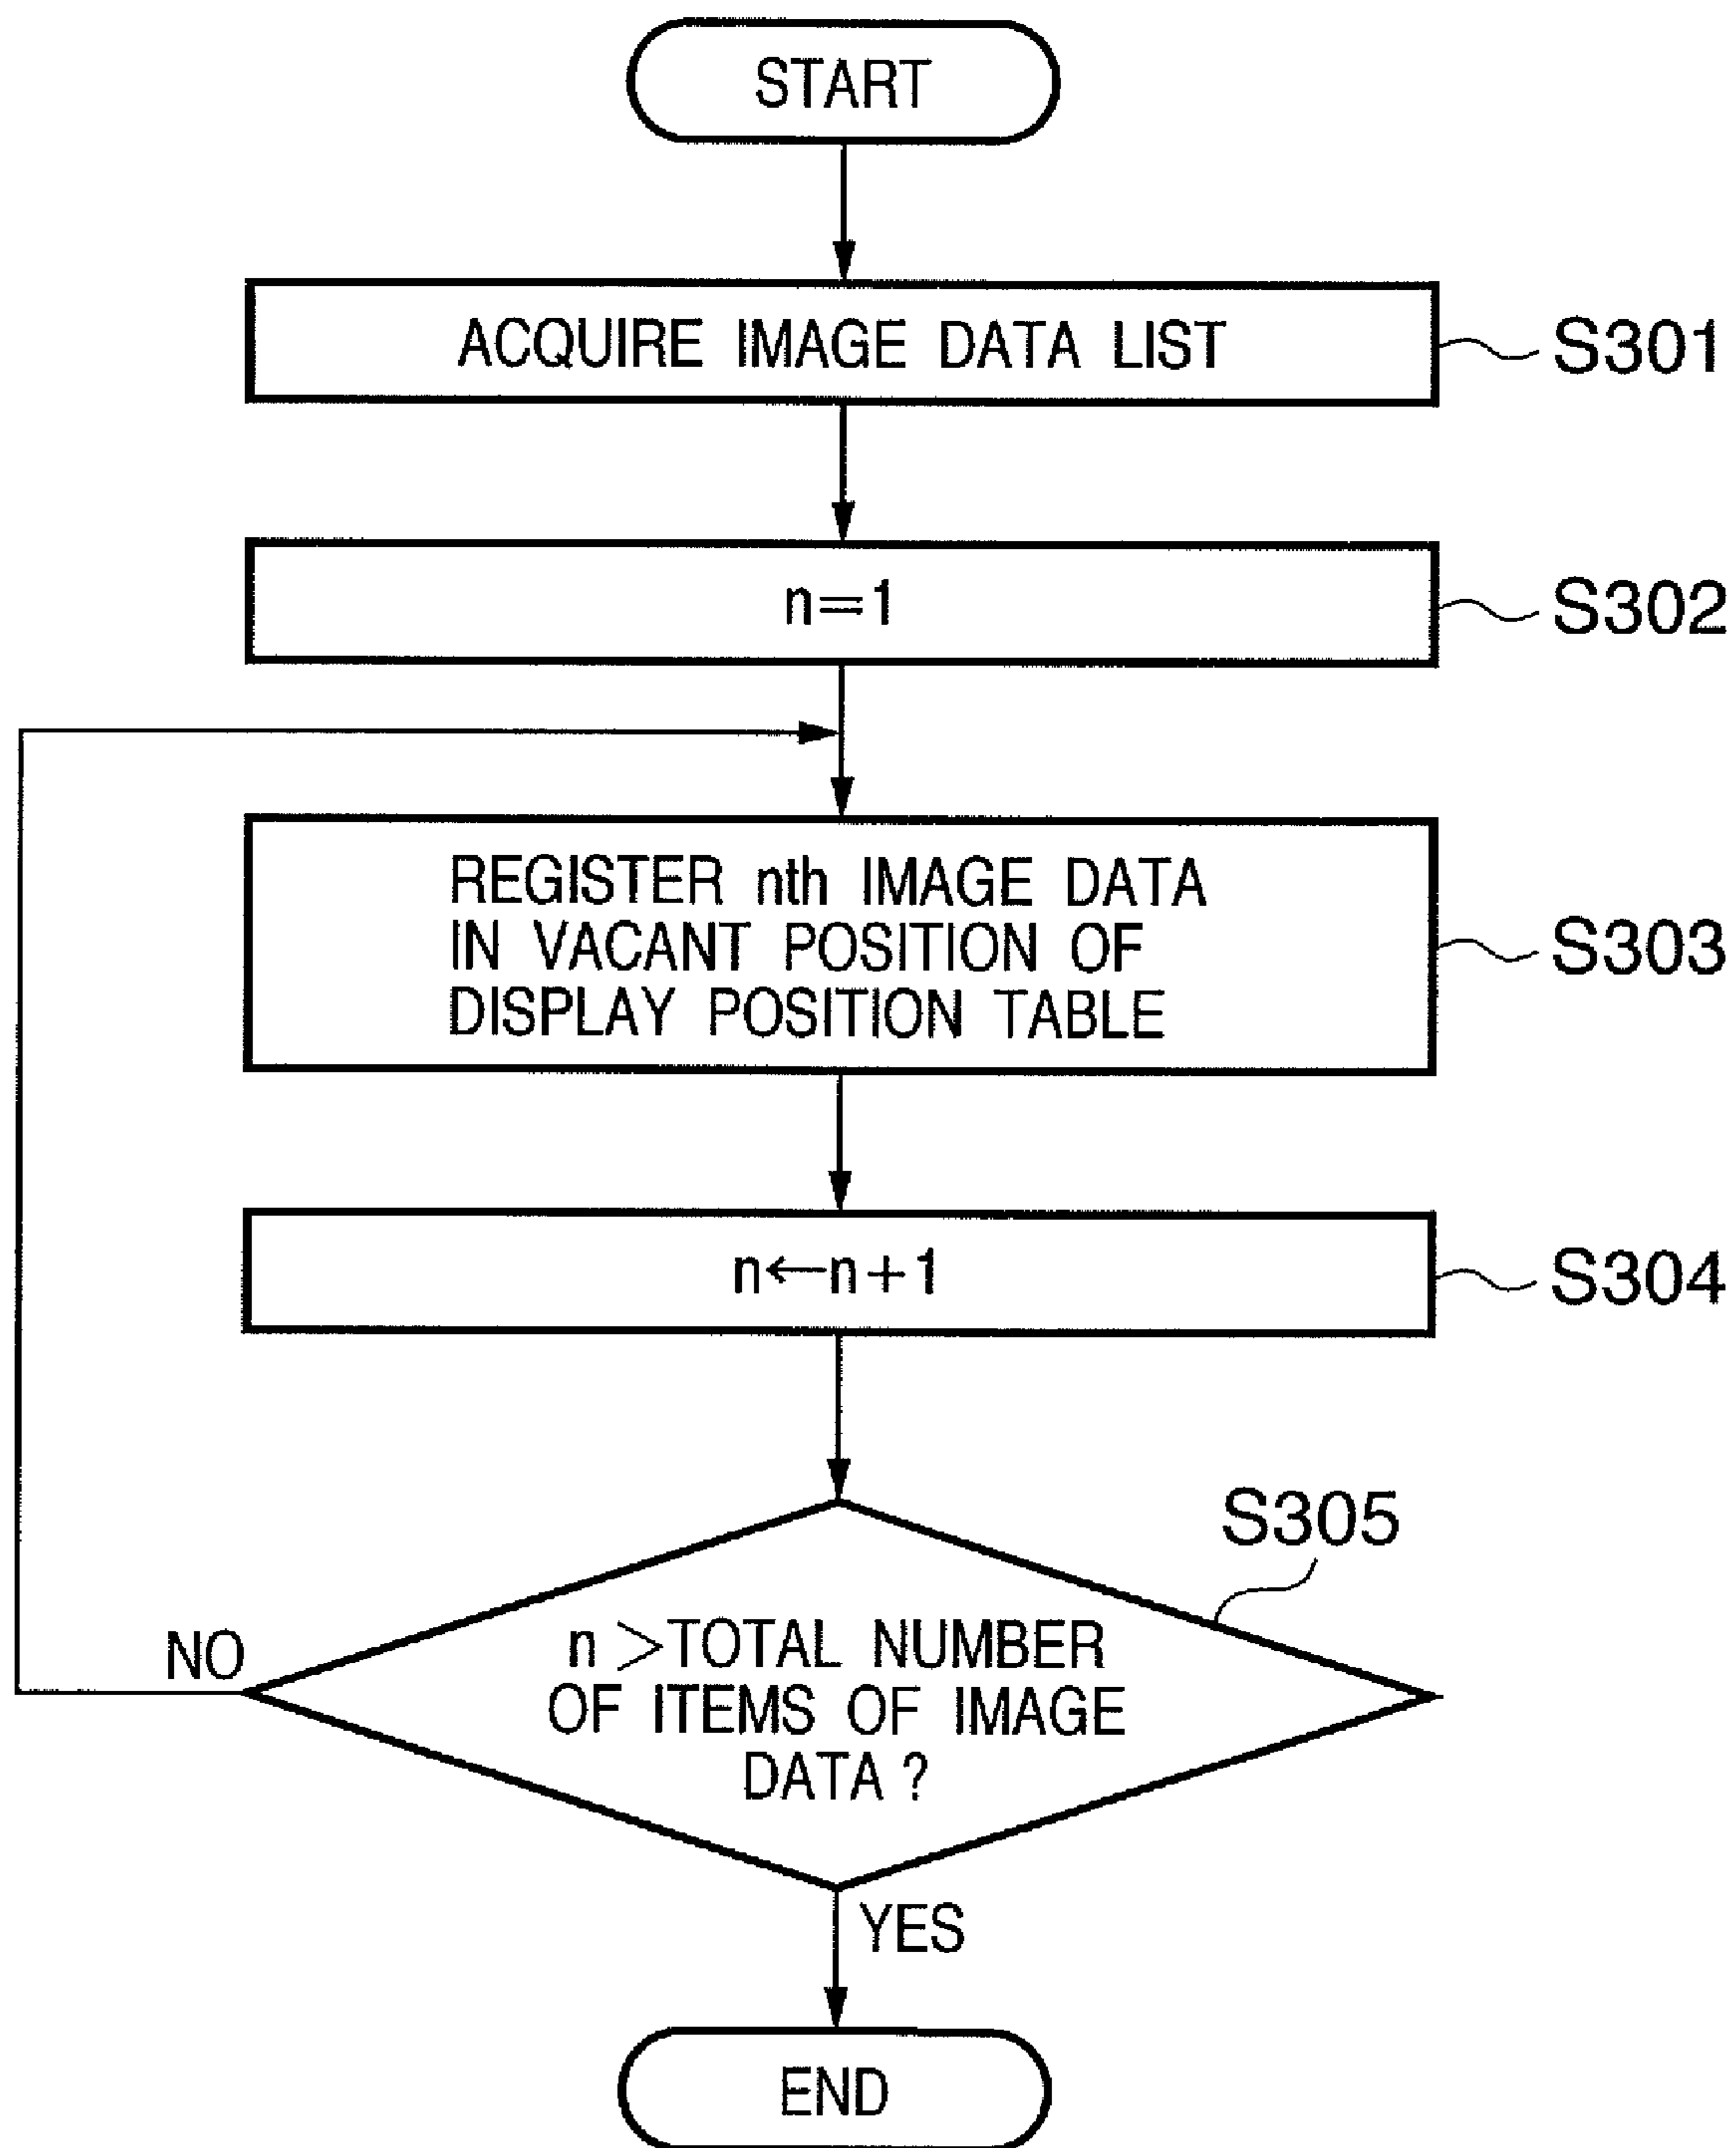 START
ACQUIRE IMAGE DATA LIST
S301
n=1
S302
REGISTER nth IMAGE DATA
IN VACANT POSITION OF
DISPLAY POSITION TABLE
S303
n←n+1
S304
S305
n >TOTAL NUMBER
OF ITEMS OF IMAGE
DATA ?
NO
YES
END